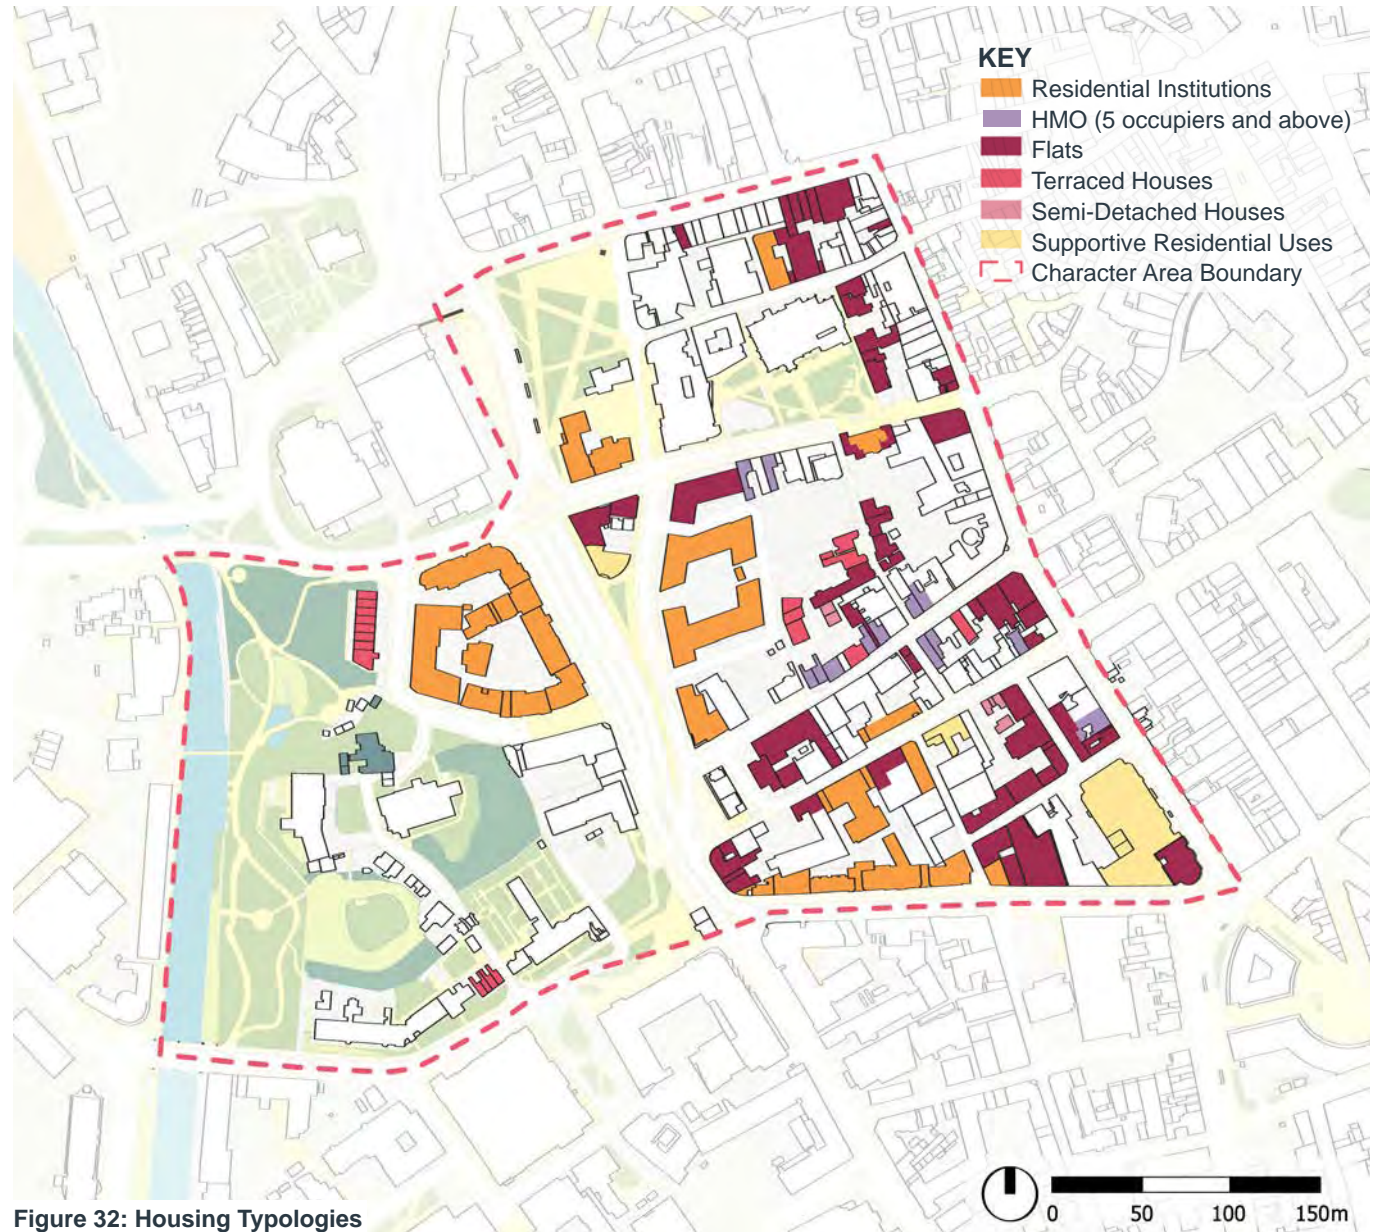 KEY
Residential Institutions
HMO (5 occupiers and above)
Flats
Terraced Houses
Semi-Detached Houses
Supportive Residential Uses
Character Area Boundary
0 50 100 150m
Figure 32: Housing Typologies